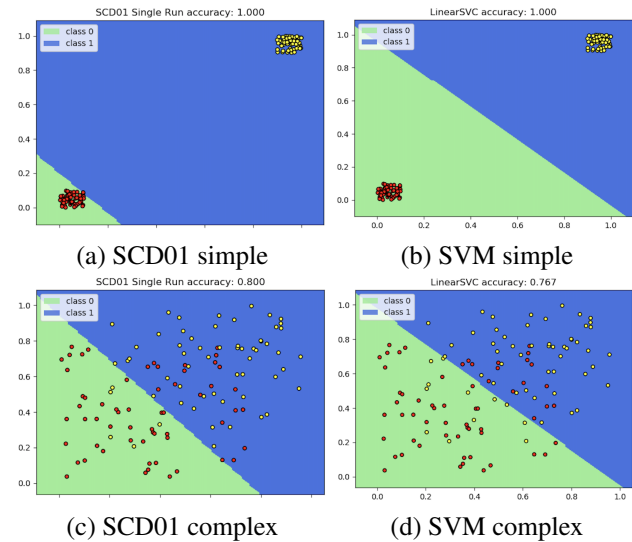 SCD01 Single Run accuracy: 1.000
class 0
class 1
1.0
0.8
0.6
0.4
0.2
0.0
(a) SCD01 simple
LinearSVC accuracy: 1.000
class 0
class 1
1.0
0.8
0.6
0.4
0.2
0.0
0.0 0.2 0.4 0.6 0.8 1.0
(b) SVM simple
SCD01 Single Run accuracy: 0.800
class 0
class 1
1.0
0.8
0.6
0.4
0.2
0.0
(c) SCD01 complex
LinearSVC accuracy: 0.767
class 0
class 1
1.0
0.8
0.6
0.4
0.2
0.0
0.0 0.2 0.4 0.6 0.8 1.0
(d) SVM complex